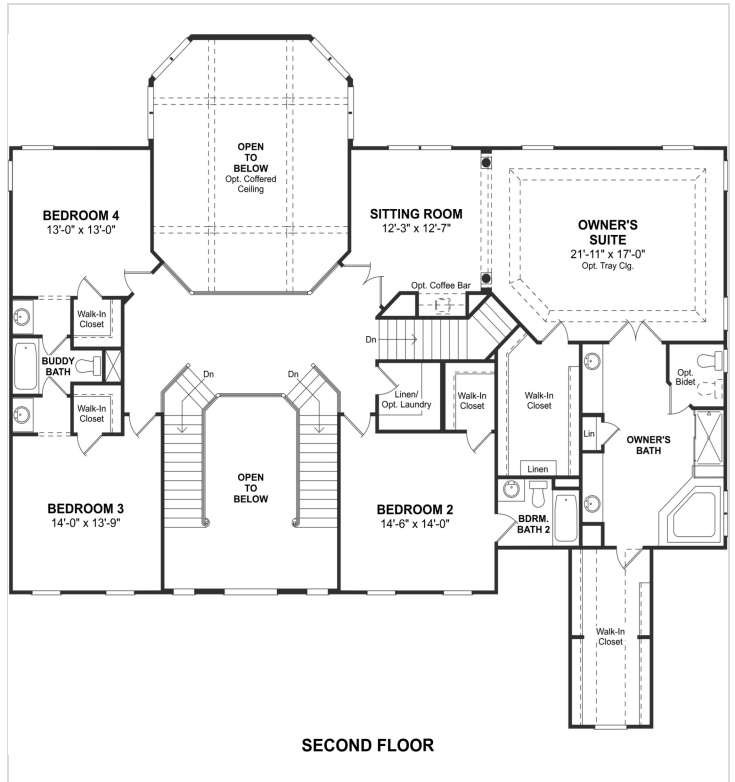 OPEN
TO
BELOW
Opt. Coffered
Ceiling
BEDROOM 4
13'-0" x 13'-0"
SITTING ROOM
12'-3" x 12'-7"
OWNER'S
SUITE
21'-11" x 17'-0"
Opt. Tray Clg.
Opt. Coffee Bar
Walk-In
Closet
Dn
BUDDY
BATH
Dn
Dn
Opt.
Bidet
Linen/
Opt. Laundry
Walk-In
Closet
Walk-In
Closet
Walk-In
Closet
Lin
OWNER'S
BATH
OPEN
TO
BELOW
Linen
BEDROOM 3
14'-0" x 13'-9"
BEDROOM 2
14'-6" x 14'-0"
BDRM.
BATH 2
Walk-In
Closet
SECOND FLOOR